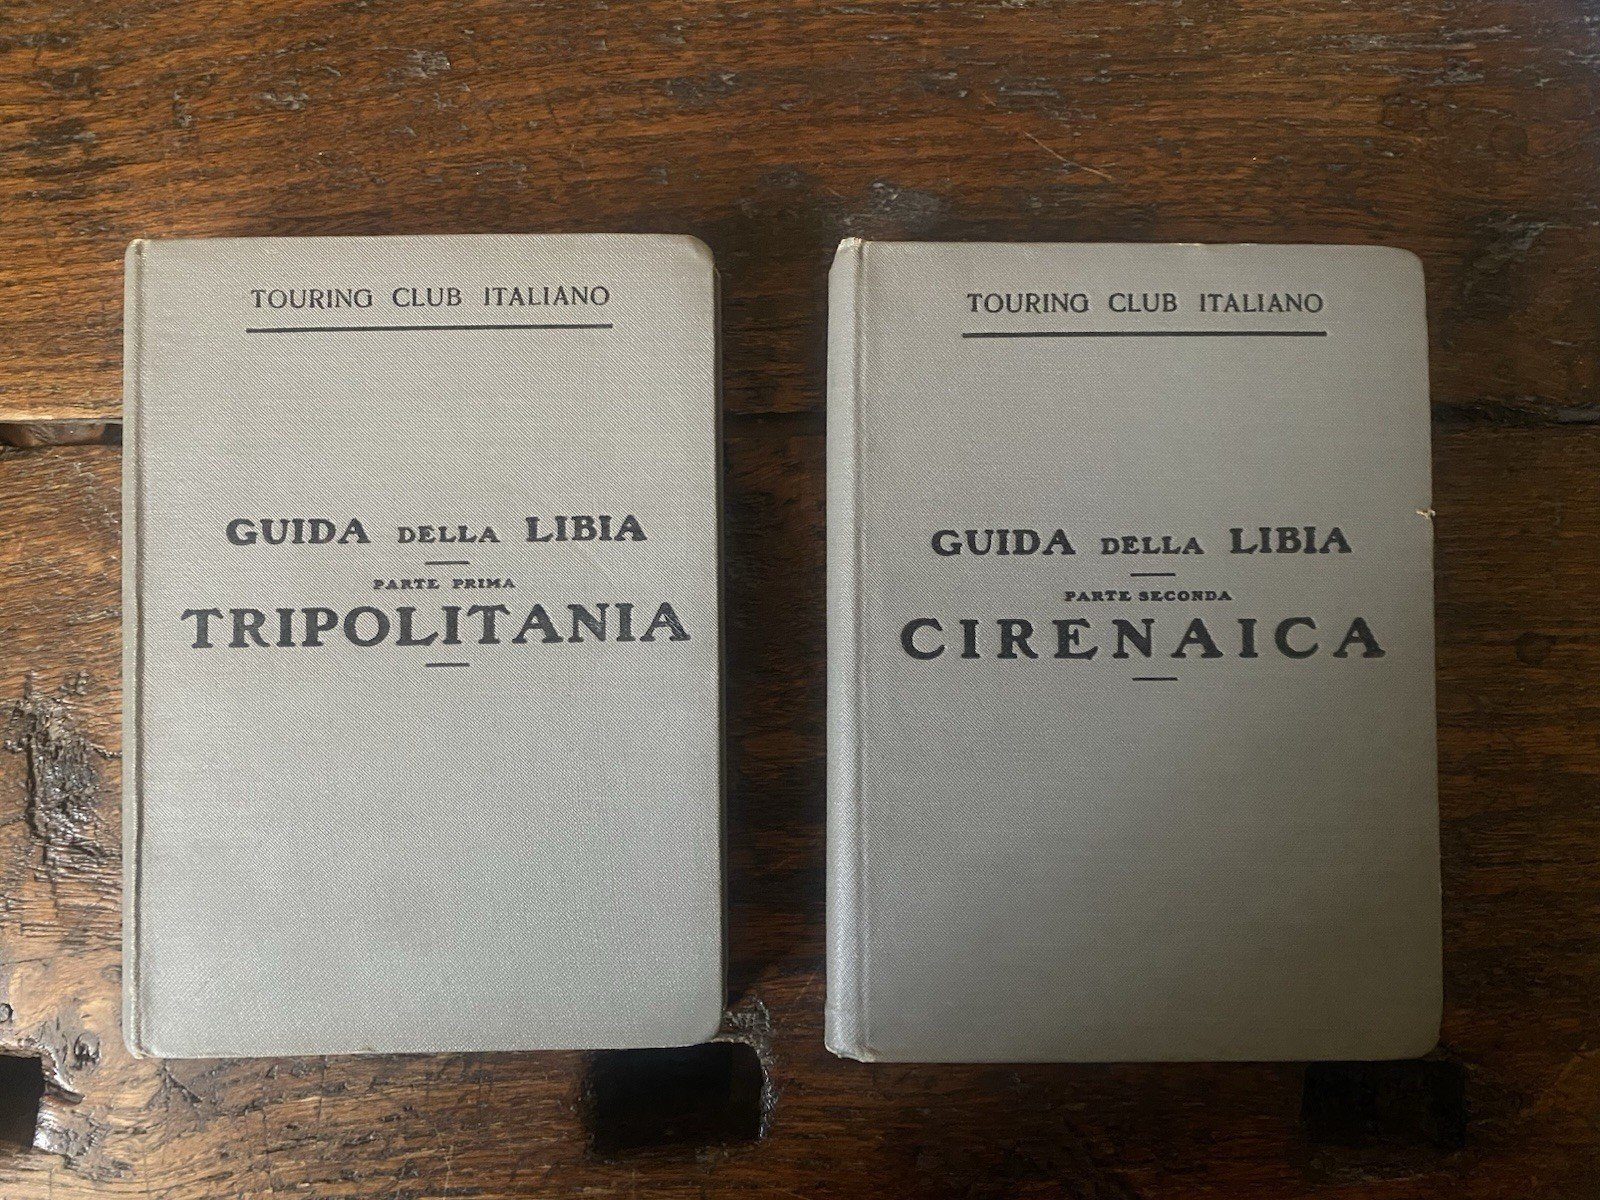 TOURING CLUB ITALIANO
GUIDA DELLA LIBIA
PARTE PRIMA
TRIPOLITANIA
TOURING CLUB ITALIANO
GUIDA DELLA LIBIA
PARTE SECONDA
CIRENAICA